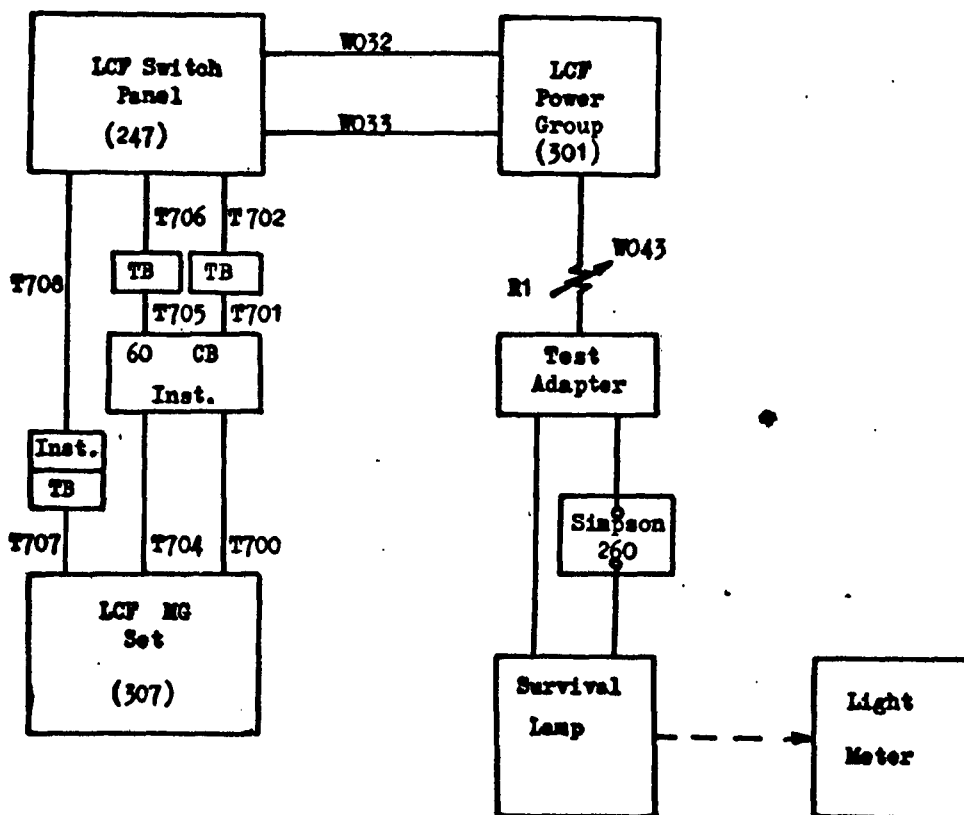 LCF Switch
Panel
(247)
W032
W033
LCF
Power
Group
(301)
T706
T702
T708
TB
TB
T705
T701
W043
R1
60 CB
Inst.
Test
Adapter
Inst.
TB
T707
T704
T700
Simpson
260
LCF MG
Set
(307)
Survival
Lamp
Light
Meter